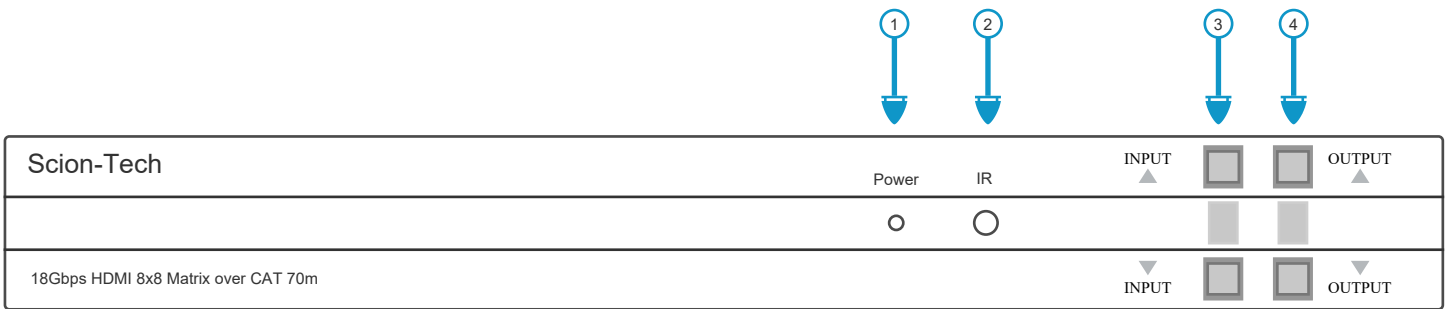 1 2 3 4
Scion-Tech
INPUT OUTPUT
Power IR
18Gbps HDMI 8x8 Matrix over CAT 70m
INPUT OUTPUT